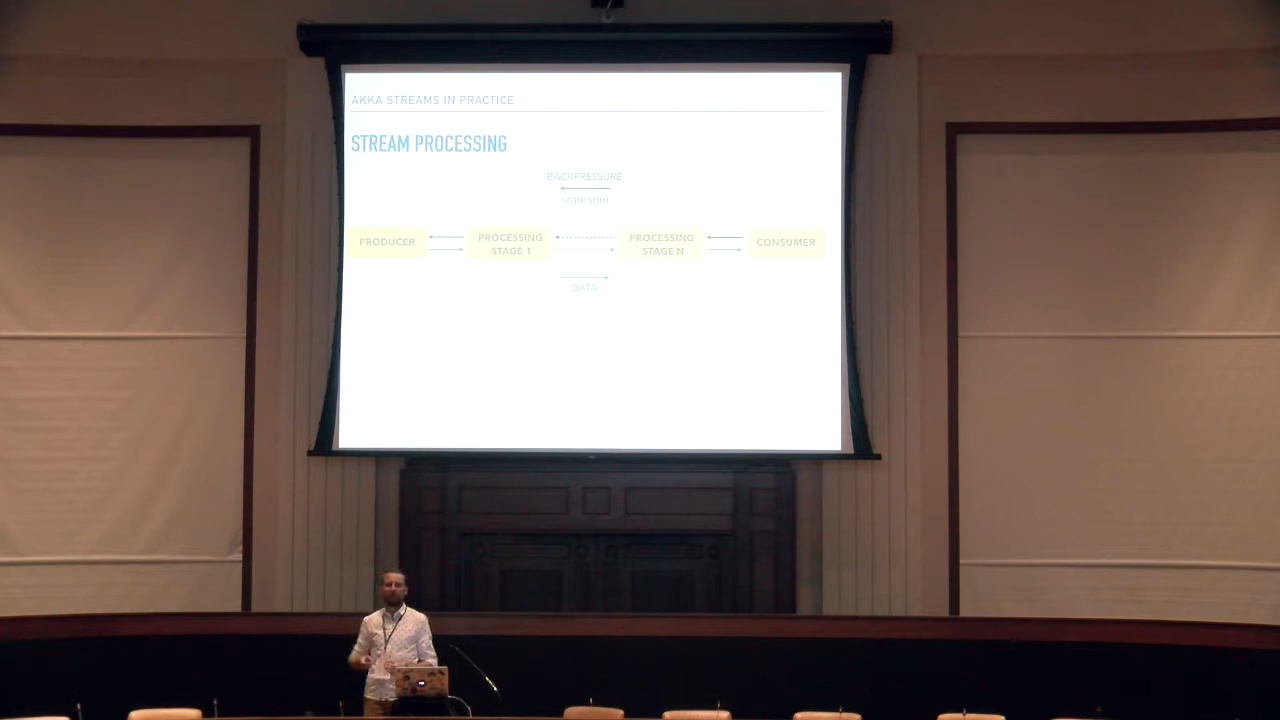 AKKA STREAMS IN PRACTICE
STREAM PROCESSING
BACKPRESSURE
request(n)
PRODUCER
PROCESSING
STAGE 1
PROCESSING
STAGE N
CONSUMER
DATA